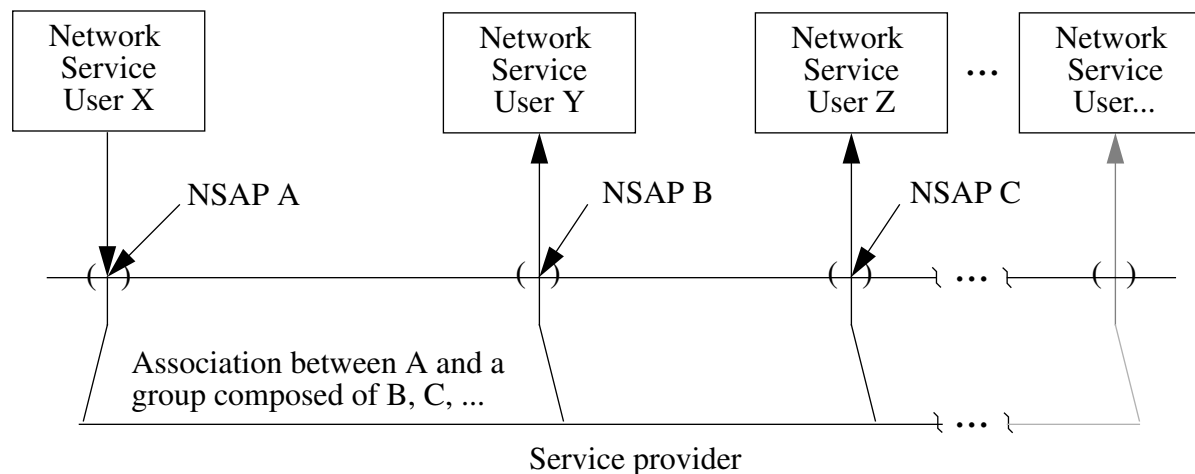 Network
Service
User X
Network
Service
User Y
Network
Service
User Z
...
Network
Service
User...
NSAP A
NSAP B
NSAP C
( )
( )
( )
...
( )
Association between A and a
group composed of B, C, ...
...
Service provider